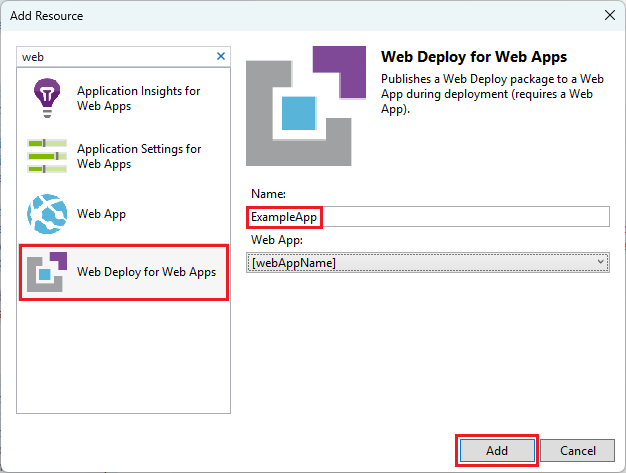 Add Resource
web
Application Insights for
Web Apps
Application Settings for
Web Apps
Web App
Web Deploy for Web Apps
Web Deploy for Web Apps
Publishes a Web Deploy package to a Web
App during deployment (requires a Web
App).
Name:
ExampleApp
Web App:
[webAppName]
Add
Cancel